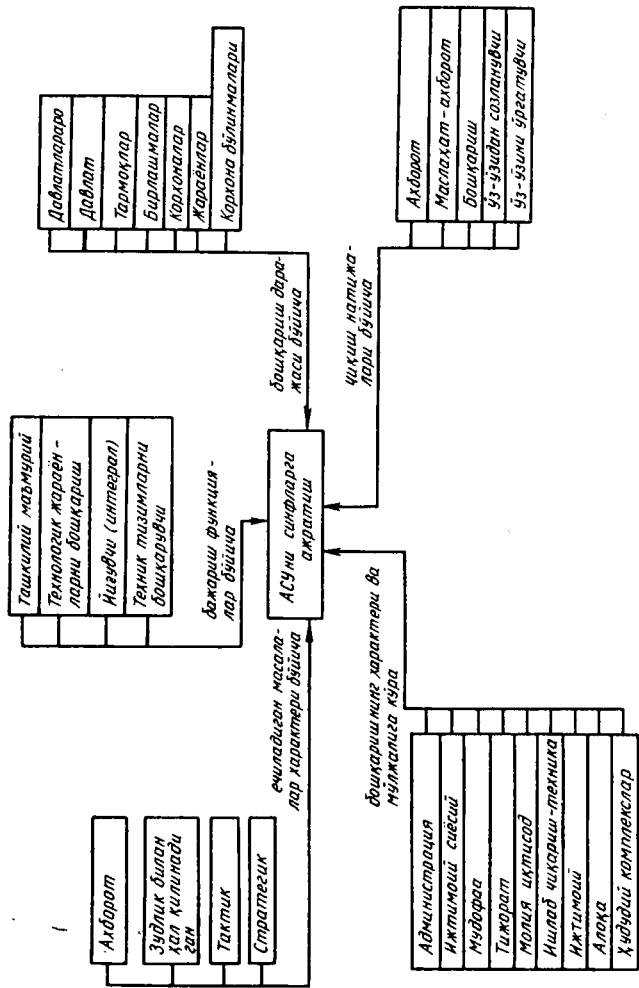 Ахборот
Зудлик билан
ҳал қилинади
ган
Тактик
Стратегик
ечиладиган масала-
лар характери бўйича
Ташкилий маъмурий
Технологик жараён -
ларни бошқариш
Йигувчи (интеграл)
Техник тизимларни
бошқарувчи
бажариш функция -
лар бўйича
Давлатлараро
Давлат
Тармоқлар
Бирлашмалар
Корхоналар
Жараёнлар
Корхона бўлинмалари
бошқариш дара-
жаси бўйича
АСУни синфларга
ажратиш
Администрация
Ижтимоий сиёсий
Мудофаа
Тижорат
Молия иқтисод
Ишлаб чиқариш-техника
Ижтимоий
Алоқа
Ҳудудий комплекслар
бошқаришнинг характери ва
мўлжалига кўра
чиқиш натижа-
лари бўйича
Ахборот
Маслаҳат-ахборот
Бошқариш
Ўз-ўзидан созланувчи
Ўз-ўзини ўргатувчи